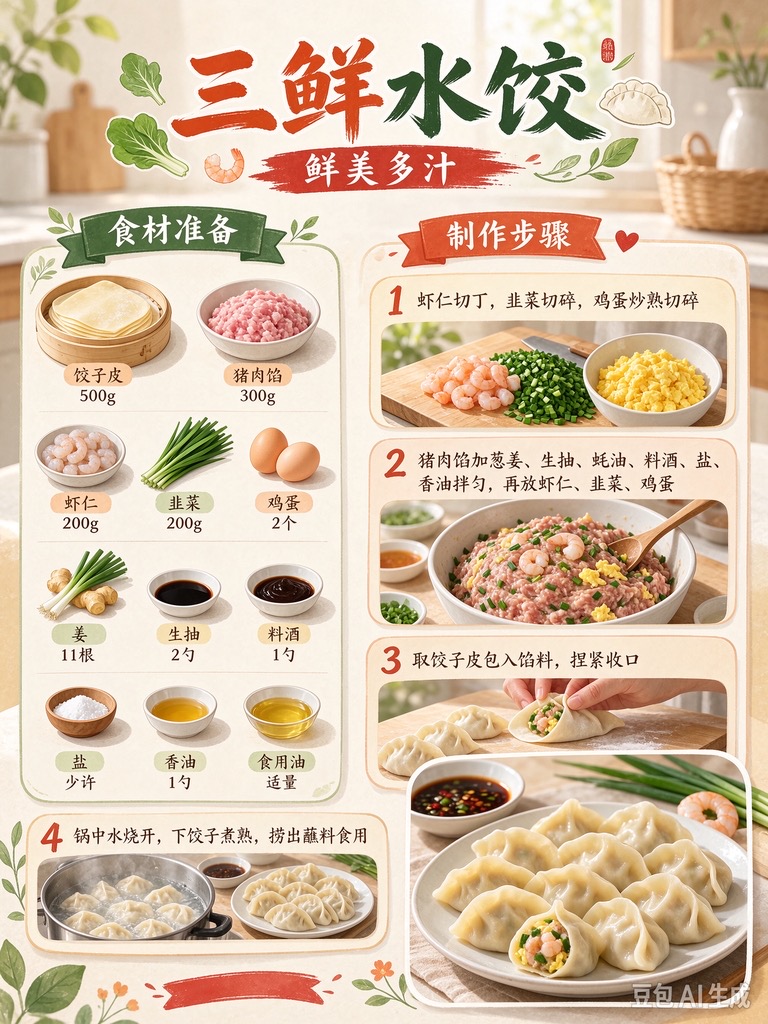 三鲜水饺
鲜美多汁
食材准备
饺子皮
500g
猪肉馅
300g
虾仁
200g
韭菜
200g
鸡蛋
2个
姜
11根
生抽
2勺
料酒
1勺
盐
少许
香油
1勺
食用油
适量
制作步骤
1 虾仁切丁，韭菜切碎，鸡蛋炒熟切碎
2 猪肉馅加葱姜、生抽、蚝油、料酒、盐、
香油拌匀，再放虾仁、韭菜、鸡蛋
3 取饺子皮包入馅料，捏紧收口
4 锅中水烧开，下饺子煮熟，捞出蘸料食用
豆包AI生成